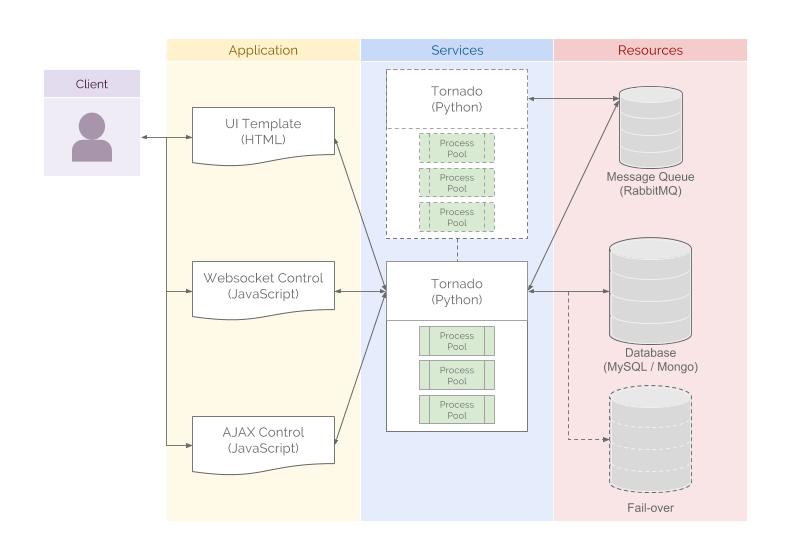 Application
Services
Resources
Client
UI Template
(HTML)
Websocket Control
(JavaScript)
AJAX Control
(JavaScript)
Tornado
(Python)
Process
Pool
Process
Pool
Process
Pool
Tornado
(Python)
Process
Pool
Process
Pool
Process
Pool
Message Queue
(RabbitMQ)
Database
(MySQL / Mongo)
Fail-over